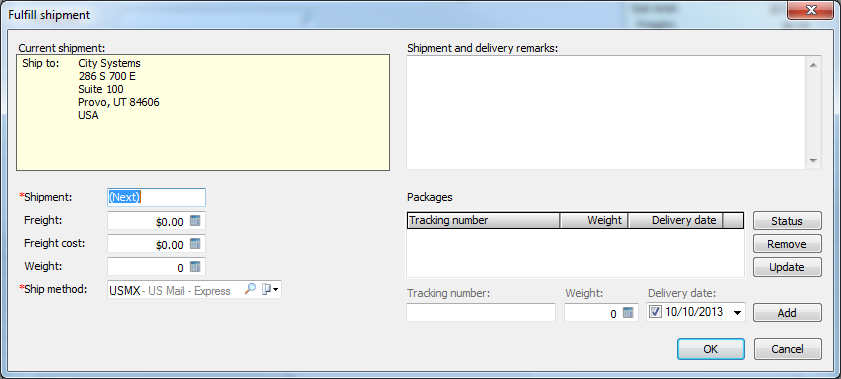 Fulfill shipment
Current shipment:
Ship to: City Systems
286 S 700 E
Suite 100
Provo, UT 84606
USA
Shipment and delivery remarks:
*Shipment: (Next)
Freight: $0.00
Freight cost: $0.00
Weight: 0
*Ship method: USMX - US Mail - Express
Packages
Tracking number Weight Delivery date
Status
Remove
Update
Tracking number: Weight: Delivery date:
0 10/10/2013 Add
OK Cancel